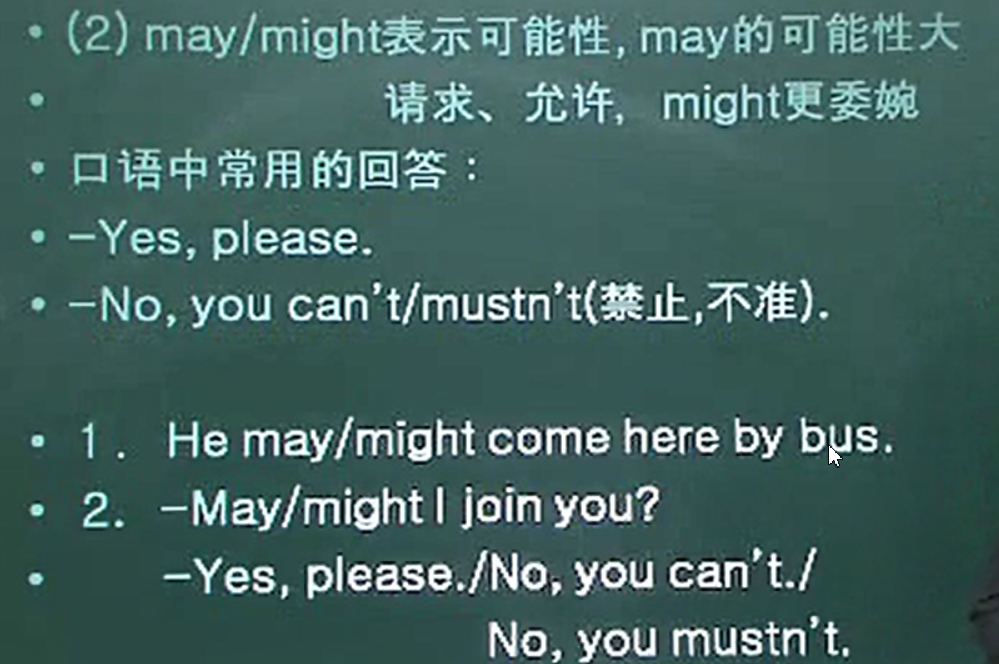 • (2) may/might表示可能性, may的可能性大
• 请求、允许, might更委婉
• 口语中常用的回答：
• –Yes, please.
• –No, you can't/mustn't(禁止,不准).
• 1. He may/might come here by bus.
• 2. –May/might I join you?
• –Yes, please./No, you can't./
No, you mustn't.